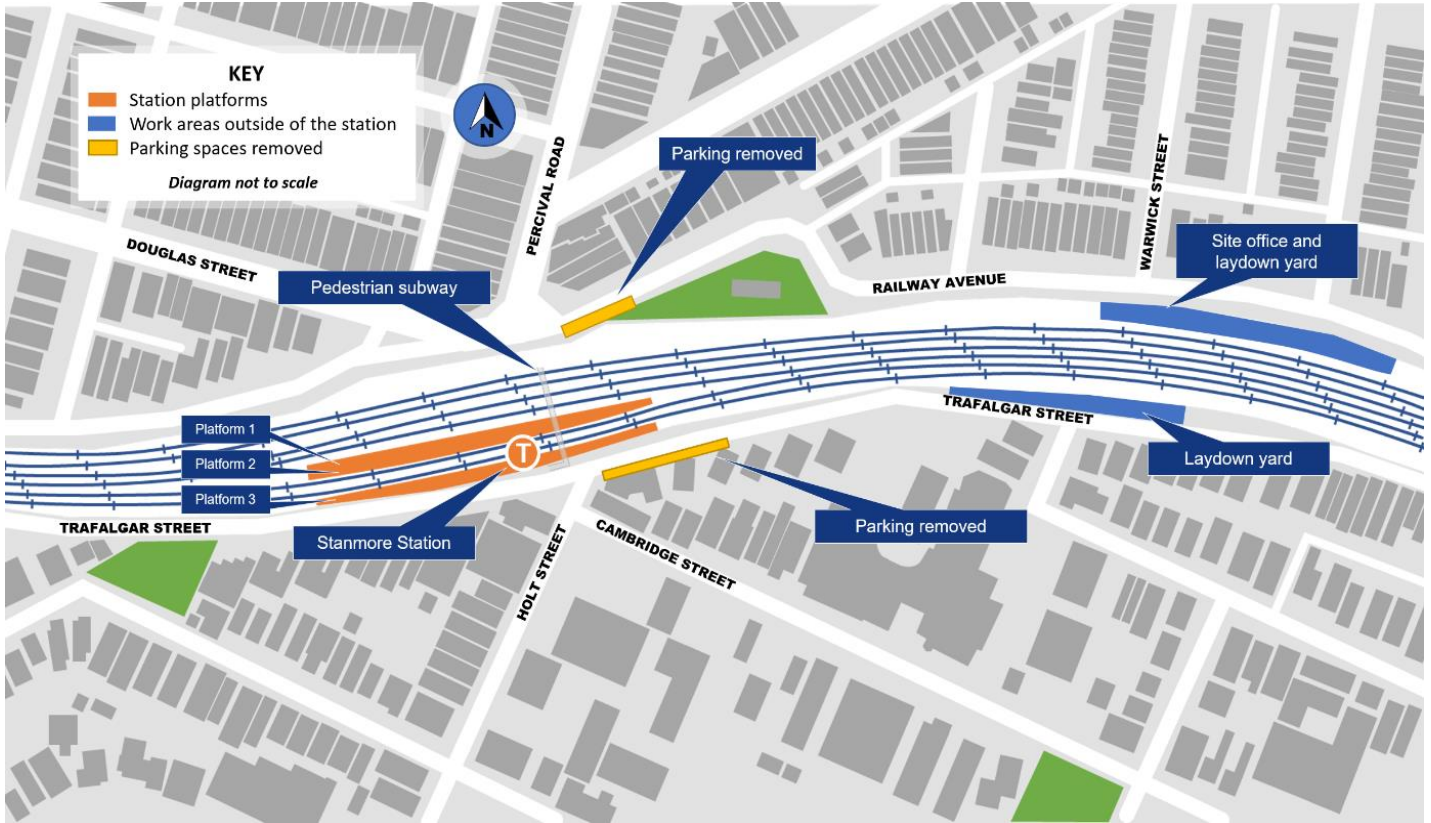 KEY
Station platforms
Work areas outside of the station
Parking spaces removed
Diagram not to scale
N
PERCIVAL ROAD
Parking removed
WARWICK STREET
Site office and
laydown yard
DOUGLAS STREET
Pedestrian subway
RAILWAY AVENUE
Platform 1
Platform 2
Platform 3
T
TRAFALGAR STREET
Laydown yard
TRAFALGAR STREET
Stanmore Station
HOLT STREET
CAMBRIDGE STREET
Parking removed